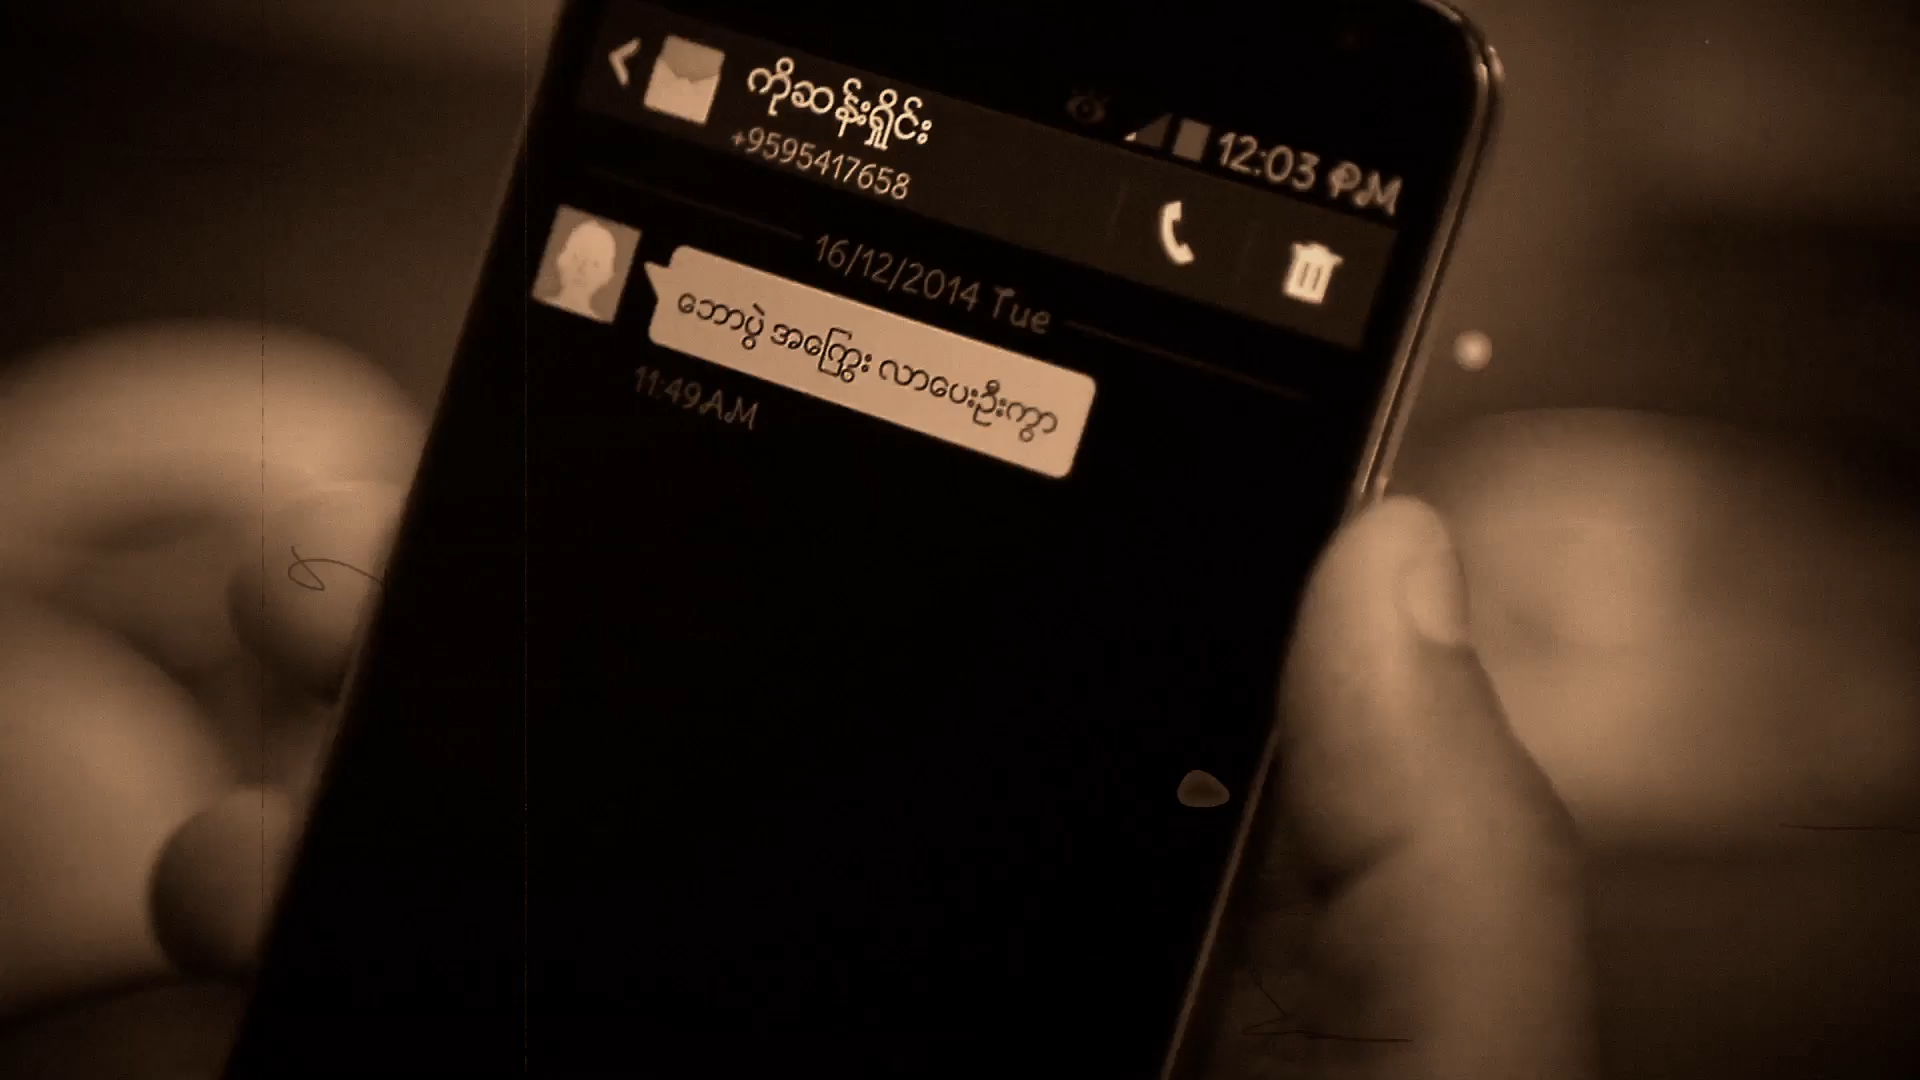 12:03 PM
ကိုဆန်းရှိုင်း
+9595417658
16/12/2014 Tue
ဘောပွဲ အကြွေး လာပေးဦးကွာ
11:49AM